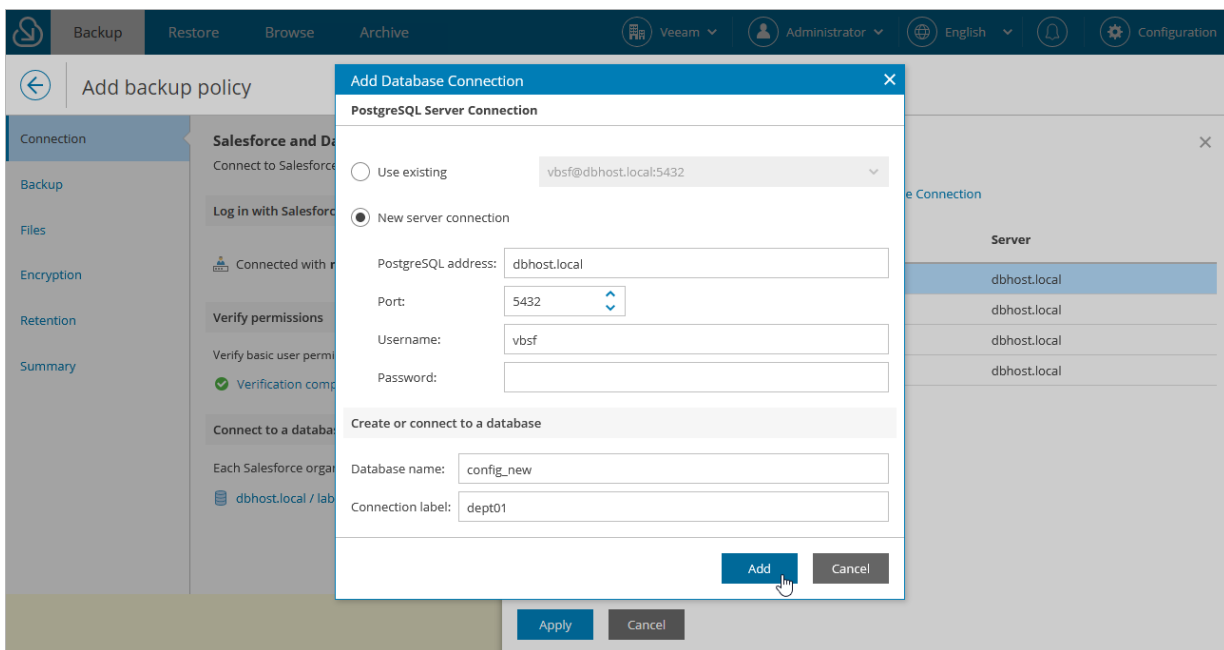 Backup Restore Browse Archive Veeam Administrator English Configuration
Add backup policy
Connection
Backup
Files
Encryption
Retention
Summary
Salesforce and Da
Connect to Salesforce
Log in with Salesforc
Connected with r
Verify permissions
Verify basic user permi
Verification comp
Connect to a databa
Each Salesforce organ
dbhost.local / lab
Add Database Connection
PostgreSQL Server Connection
Use existing vbsf@dbhost.local:5432
New server connection
PostgreSQL address: dbhost.local
Port: 5432
Username: vbsf
Password:
Create or connect to a database
Database name: config_new
Connection label: dept01
Add Cancel
e Connection
Server
dbhost.local
dbhost.local
dbhost.local
dbhost.local
Apply Cancel